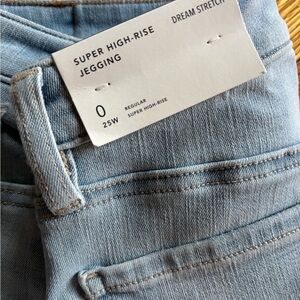 SUPER HIGH-RISE
JEGGING
DREAM STRETCH
0
25W
REGULAR
SUPER HIGH-RISE